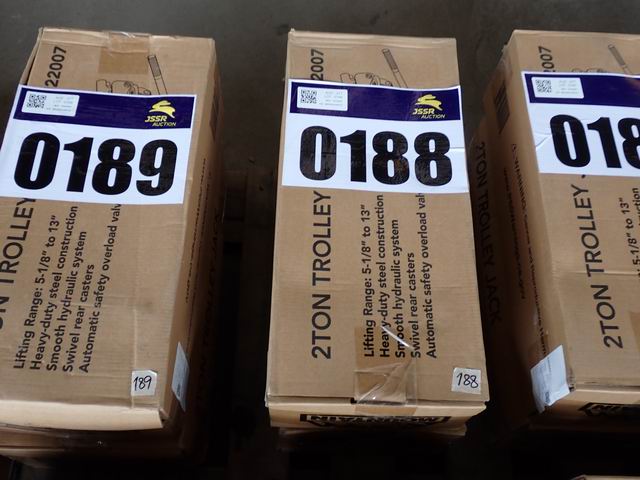 22007
JSSR
AUCTION
0189
ON TROLLEY
Lifting Range: 5-1/8" to 13"
Heavy-duty steel construction
Smooth hydraulic system
Swivel rear casters
Automatic safety overload valv
189
22007
JSSR
AUCTION
0188
2TON TROLLEY
Lifting Range: 5-1/8" to 13"
Heavy-duty steel construction
Smooth hydraulic system
Swivel rear casters
Automatic safety overload valv
188
2TON TROLLEY JACK
22007
018
2TON TROLLEY